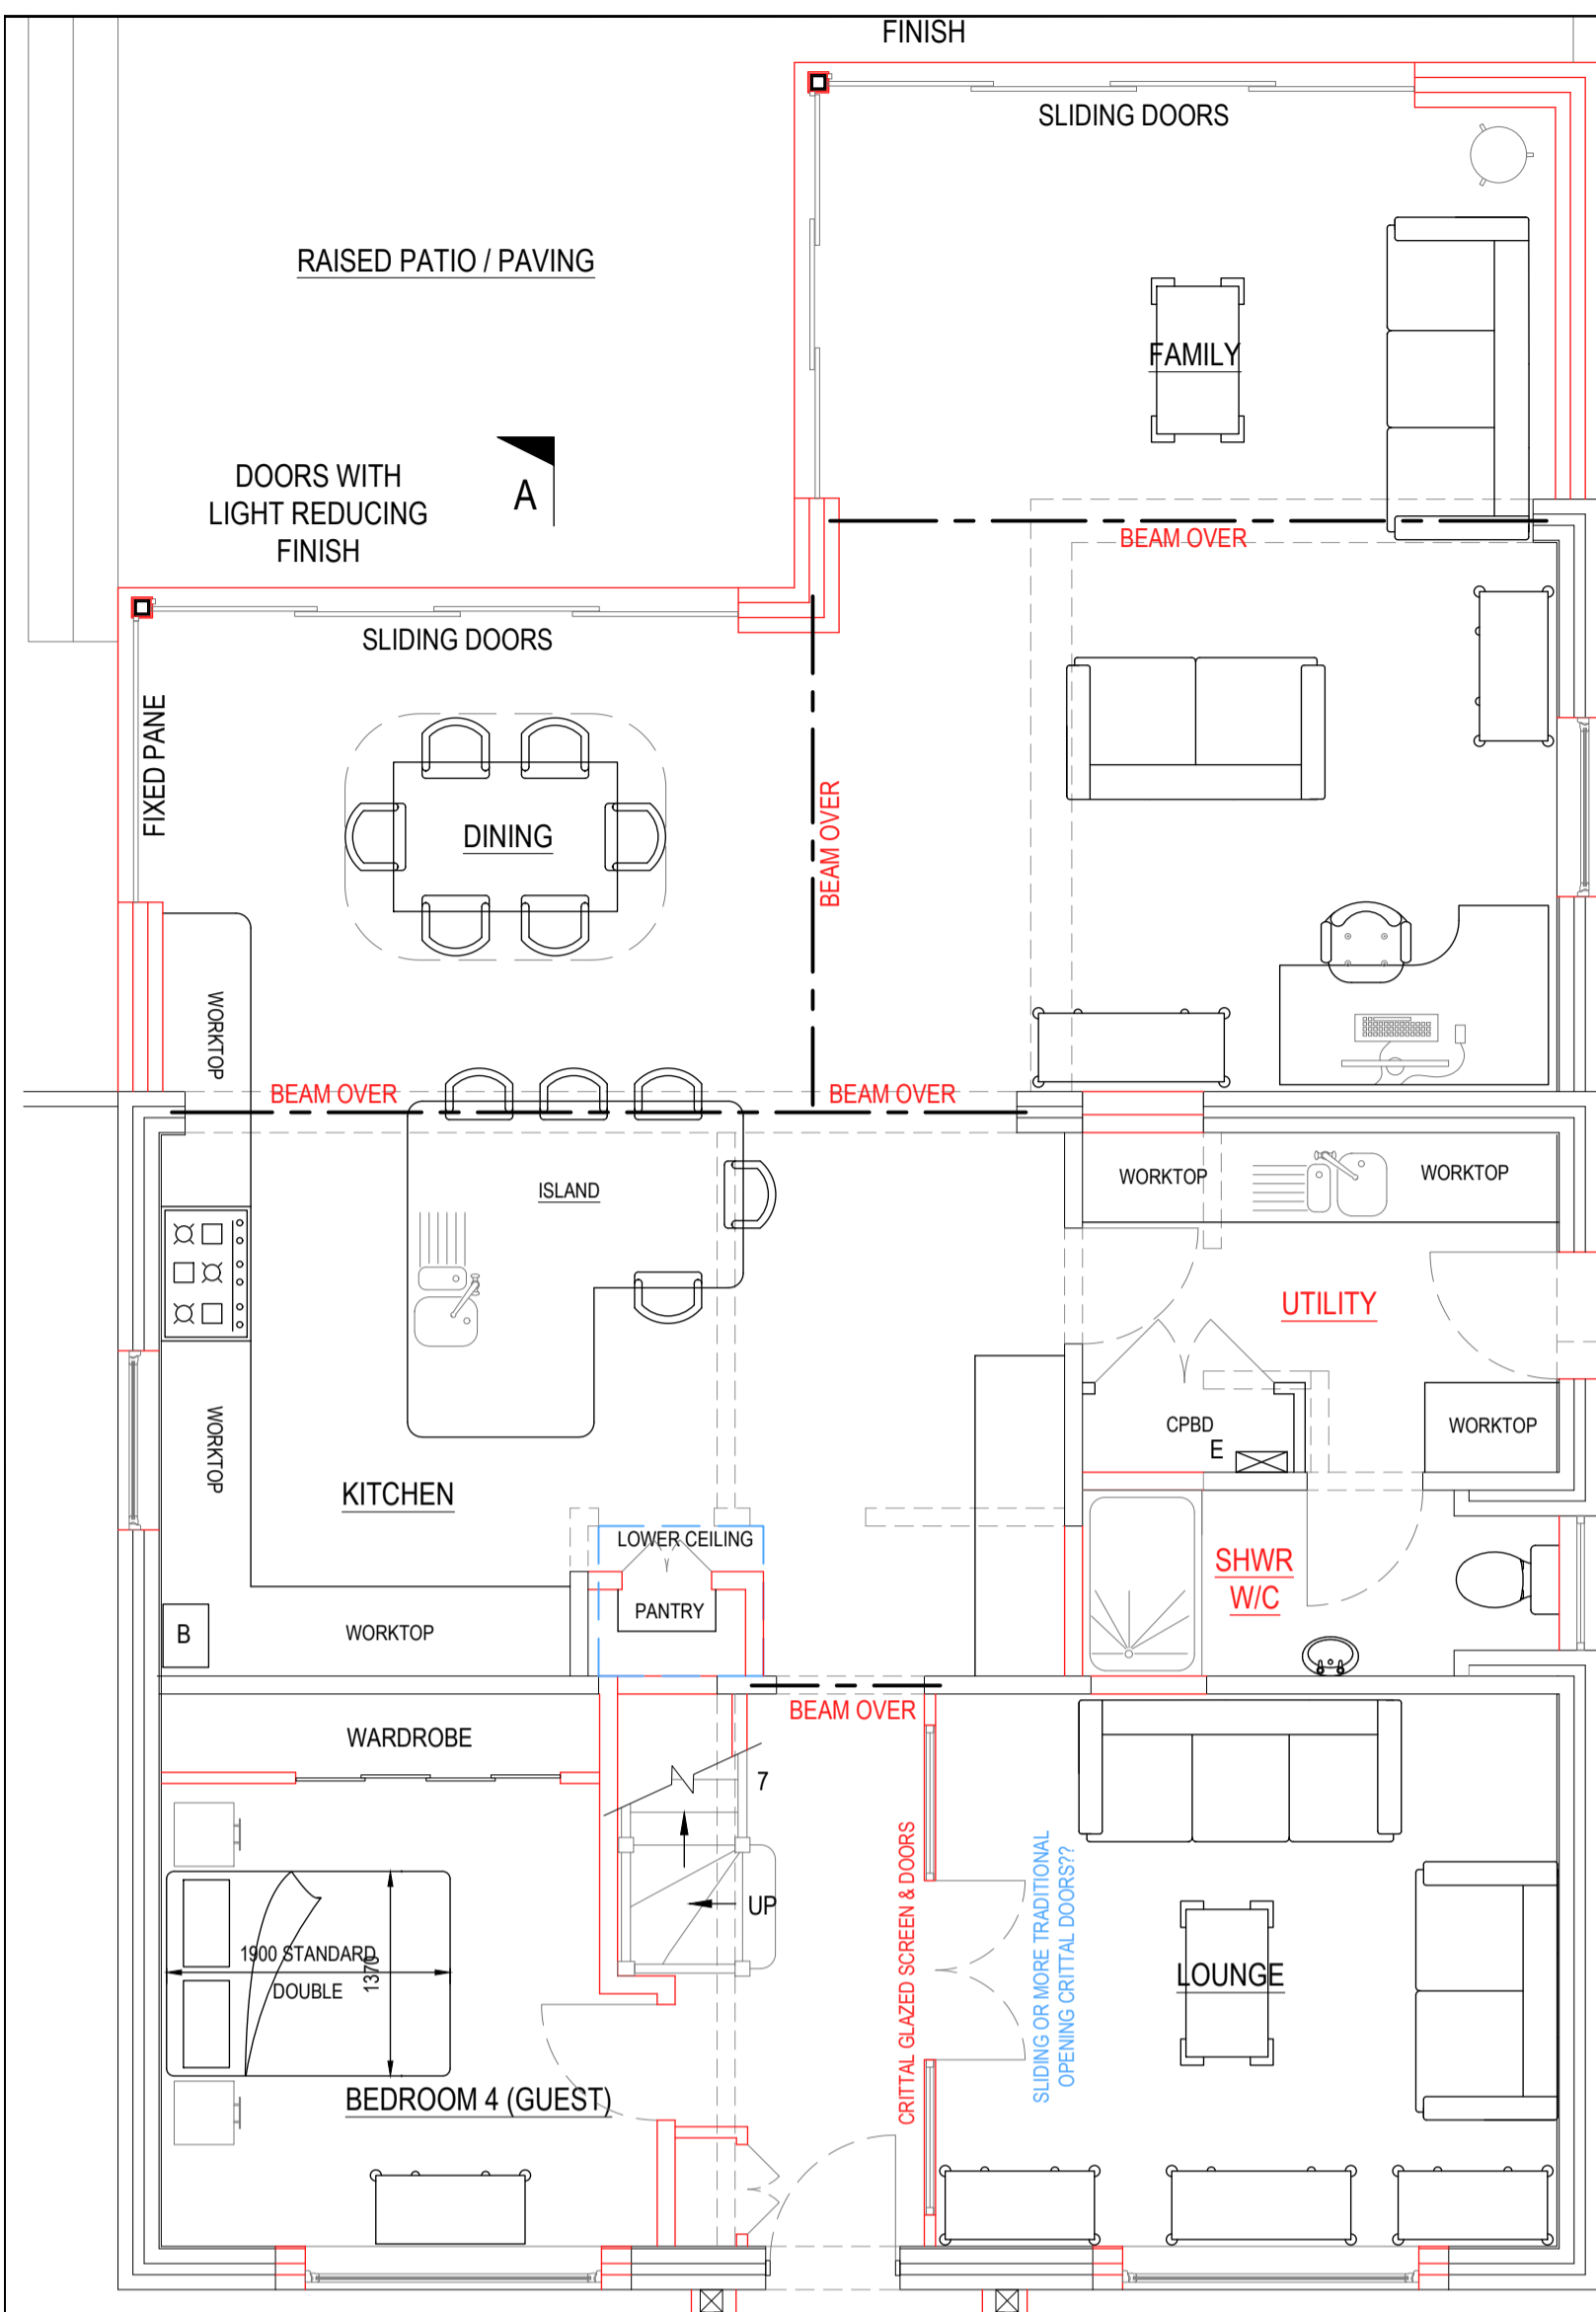 FINISH
SLIDING DOORS
RAISED PATIO / PAVING
FAMILY
DOORS WITH
LIGHT REDUCING
FINISH
A
BEAM OVER
SLIDING DOORS
FIXED PANE
DINING
BEAM OVER
WORKTOP
BEAM OVER
BEAM OVER
ISLAND
WORKTOP
WORKTOP
UTILITY
WORKTOP
CPBD
E
WORKTOP
KITCHEN
LOWER CEILING
SHWR
W/C
PANTRY
B
WORKTOP
BEAM OVER
WARDROBE
7
UP
CRITTAL GLAZED SCREEN & DOORS
SLIDING OR MORE TRADITIONAL
OPENING CRITTAL DOORS??
1900 STANDARD
DOUBLE
1370
LOUNGE
BEDROOM 4 (GUEST)